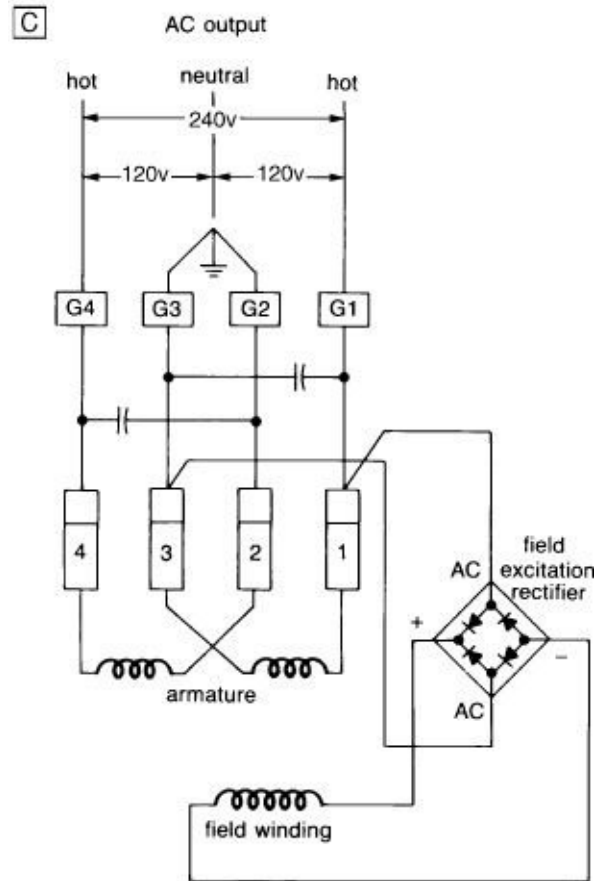 C
AC output
hot neutral hot
240v
120v 120v
G4 G3 G2 G1
4 3 2 1
field
excitation
rectifier
AC
+ −
AC
armature
field winding